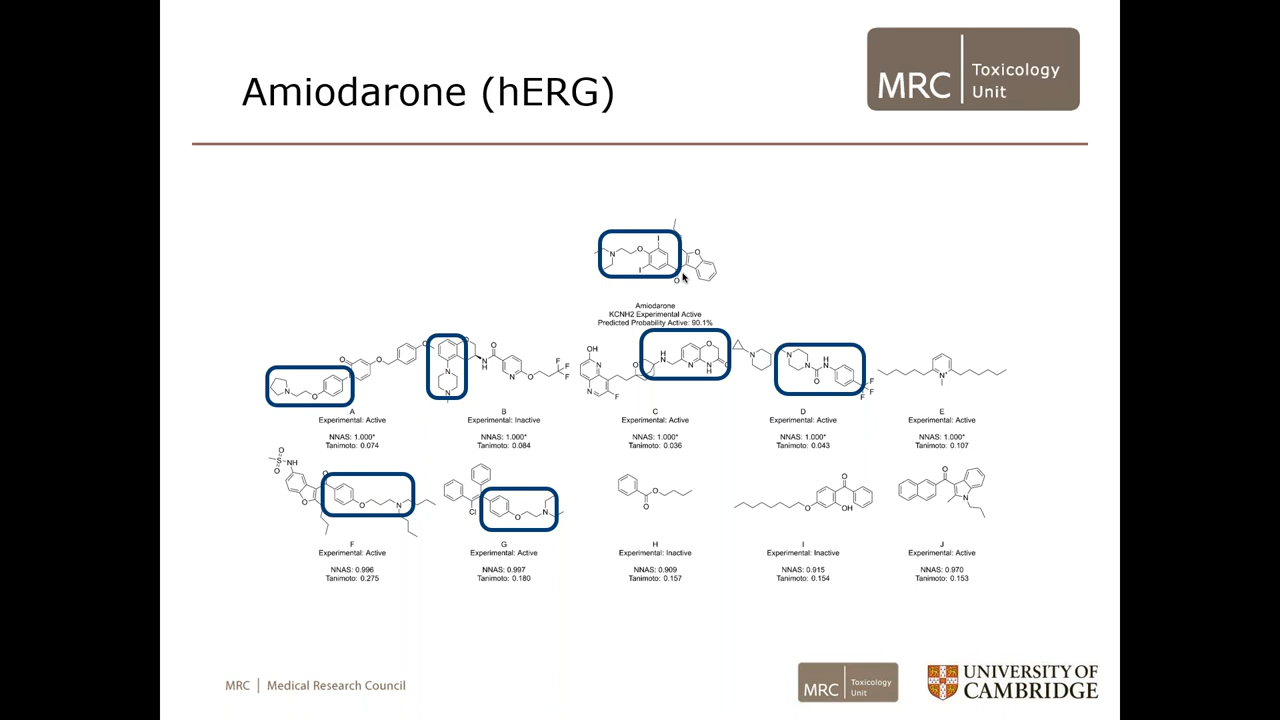 Amiodarone (hERG)
MRC
Toxicology
Unit
Amiodarone
KCNH2 Experimental Active
Predicted Probability Active: 90.1%
A
Experimental: Active
NNAS: 1.000*
Tanimoto: 0.074
B
Experimental: Inactive
NNAS: 1.000*
Tanimoto: 0.084
C
Experimental: Active
NNAS: 1.000*
Tanimoto: 0.036
D
Experimental: Active
NNAS: 1.000*
Tanimoto: 0.043
E
Experimental: Active
NNAS: 1.000*
Tanimoto: 0.107
F
Experimental: Active
NNAS: 0.996
Tanimoto: 0.275
G
Experimental: Active
NNAS: 0.997
Tanimoto: 0.180
H
Experimental: Inactive
NNAS: 0.909
Tanimoto: 0.157
I
Experimental: Inactive
NNAS: 0.915
Tanimoto: 0.154
J
Experimental: Active
NNAS: 0.970
Tanimoto: 0.153
MRC | Medical Research Council
MRC
Toxicology
Unit
UNIVERSITY OF
CAMBRIDGE